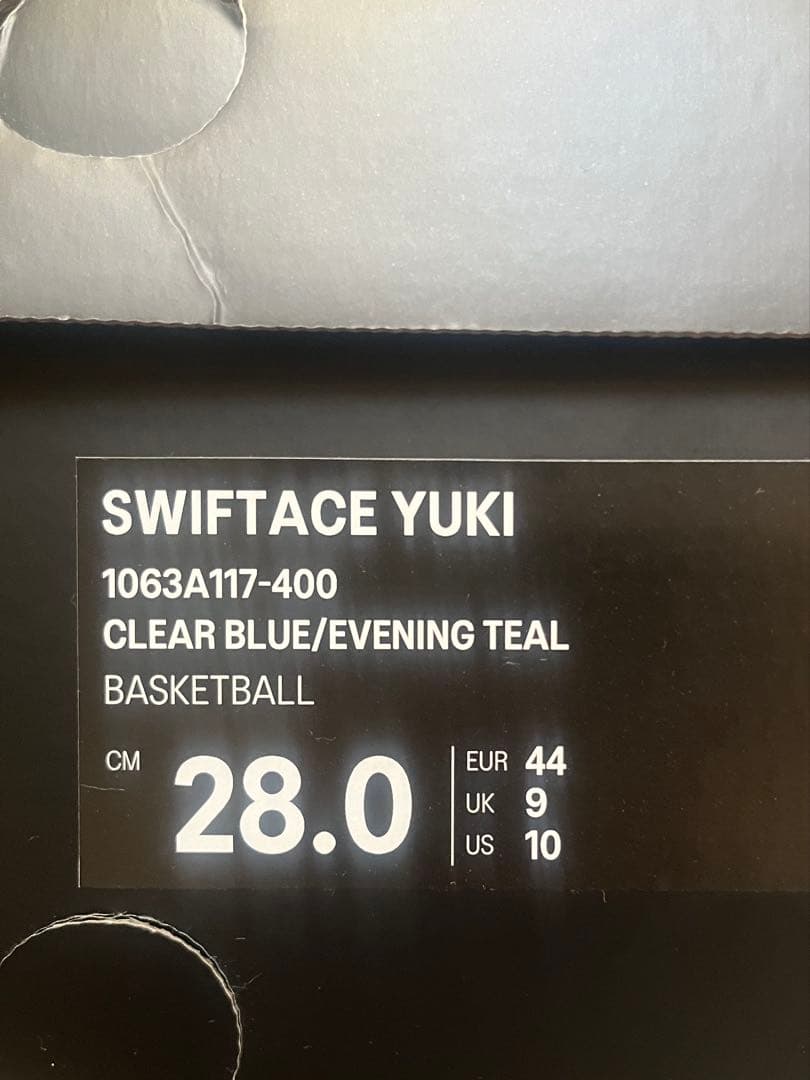 SWIFTACE YUKI
1063A117-400
CLEAR BLUE/EVENING TEAL
BASKETBALL
CM 28.0
EUR 44
UK 9
US 10